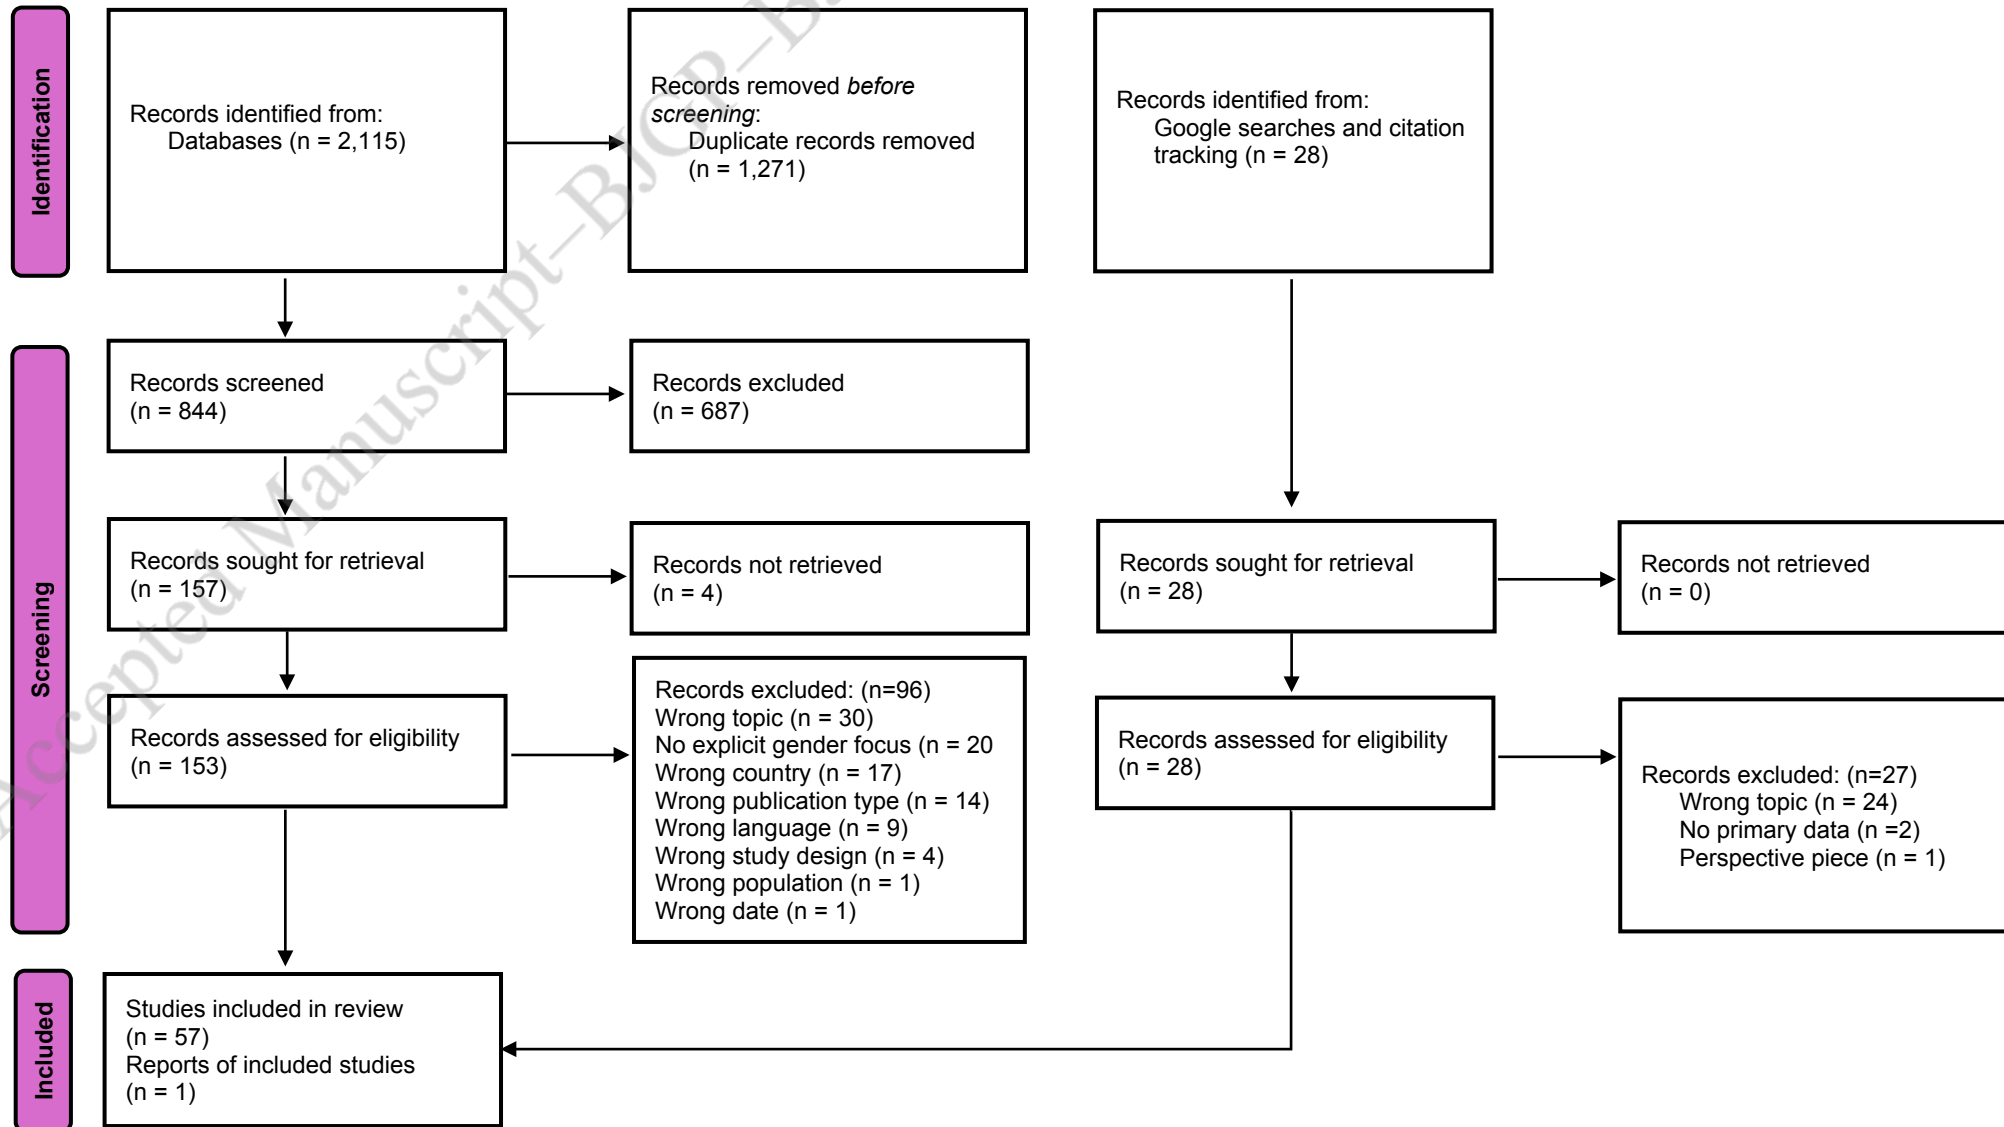 Identification
Records identified from:
Databases (n = 2,115)
Records removed before
screening:
Duplicate records removed
(n = 1,271)
Records identified from:
Google searches and citation
tracking (n = 28)
Screening
Records screened
(n = 844)
Records excluded
(n = 687)
Records sought for retrieval
(n = 157)
Records not retrieved
(n = 4)
Records sought for retrieval
(n = 28)
Records not retrieved
(n = 0)
Records assessed for eligibility
(n = 153)
Records excluded: (n=96)
Wrong topic (n = 30)
No explicit gender focus (n = 20
Wrong country (n = 17)
Wrong publication type (n = 14)
Wrong language (n = 9)
Wrong study design (n = 4)
Wrong population (n = 1)
Wrong date (n = 1)
Records assessed for eligibility
(n = 28)
Records excluded: (n=27)
Wrong topic (n = 24)
No primary data (n =2)
Perspective piece (n = 1)
Included
Studies included in review
(n = 57)
Reports of included studies
(n = 1)
Accepted Manuscript–BJGP–